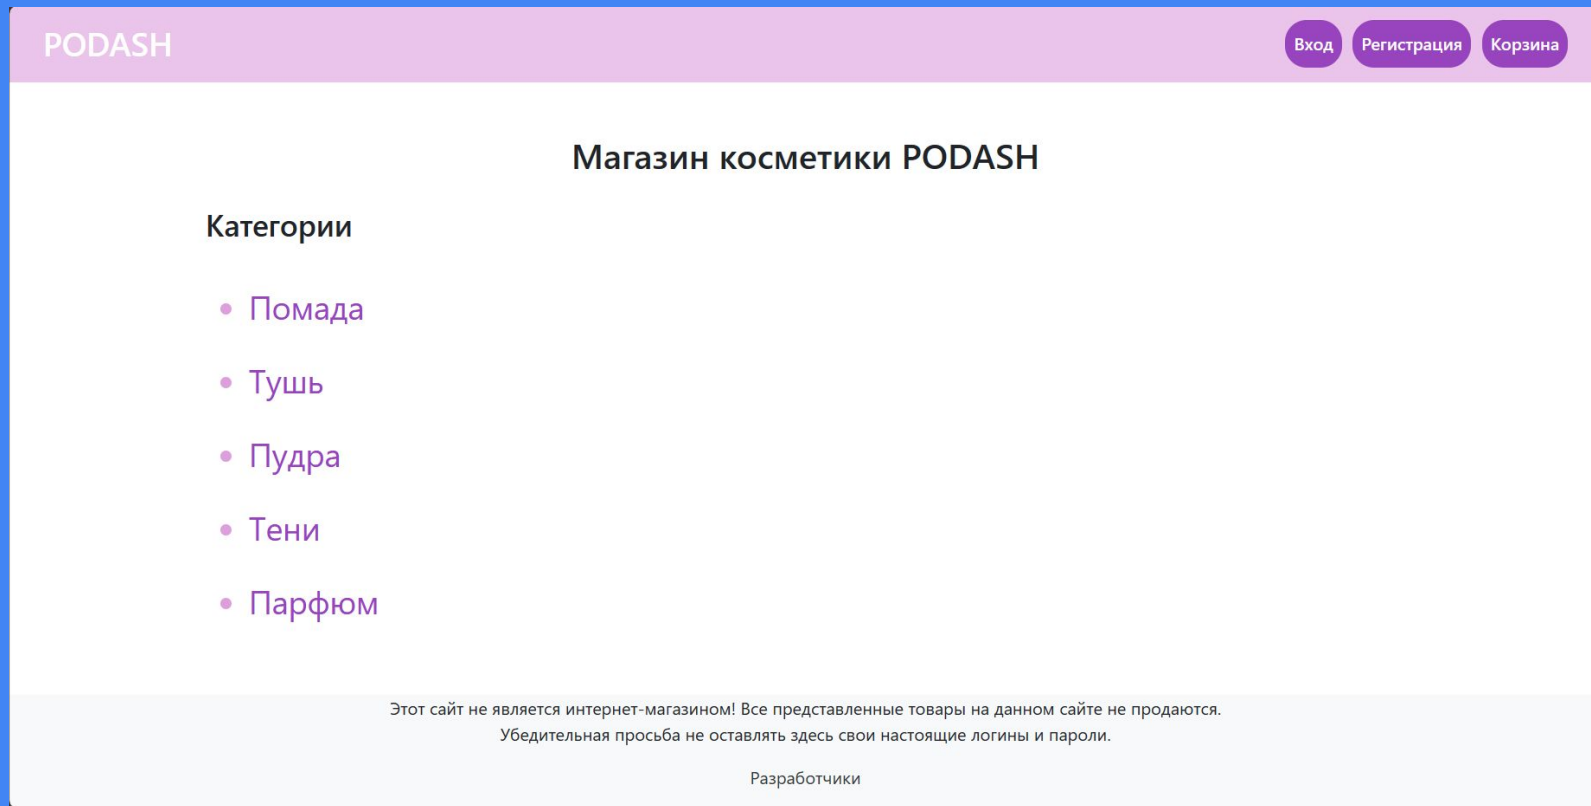 PODASH
Вход Регистрация Корзина
Магазин косметики PODASH
Категории
Помада
Тушь
Пудра
Тени
Парфюм
Этот сайт не является интернет-магазином! Все представленные товары на данном сайте не продаются.
Убедительная просьба не оставлять здесь свои настоящие логины и пароли.
Разработчики